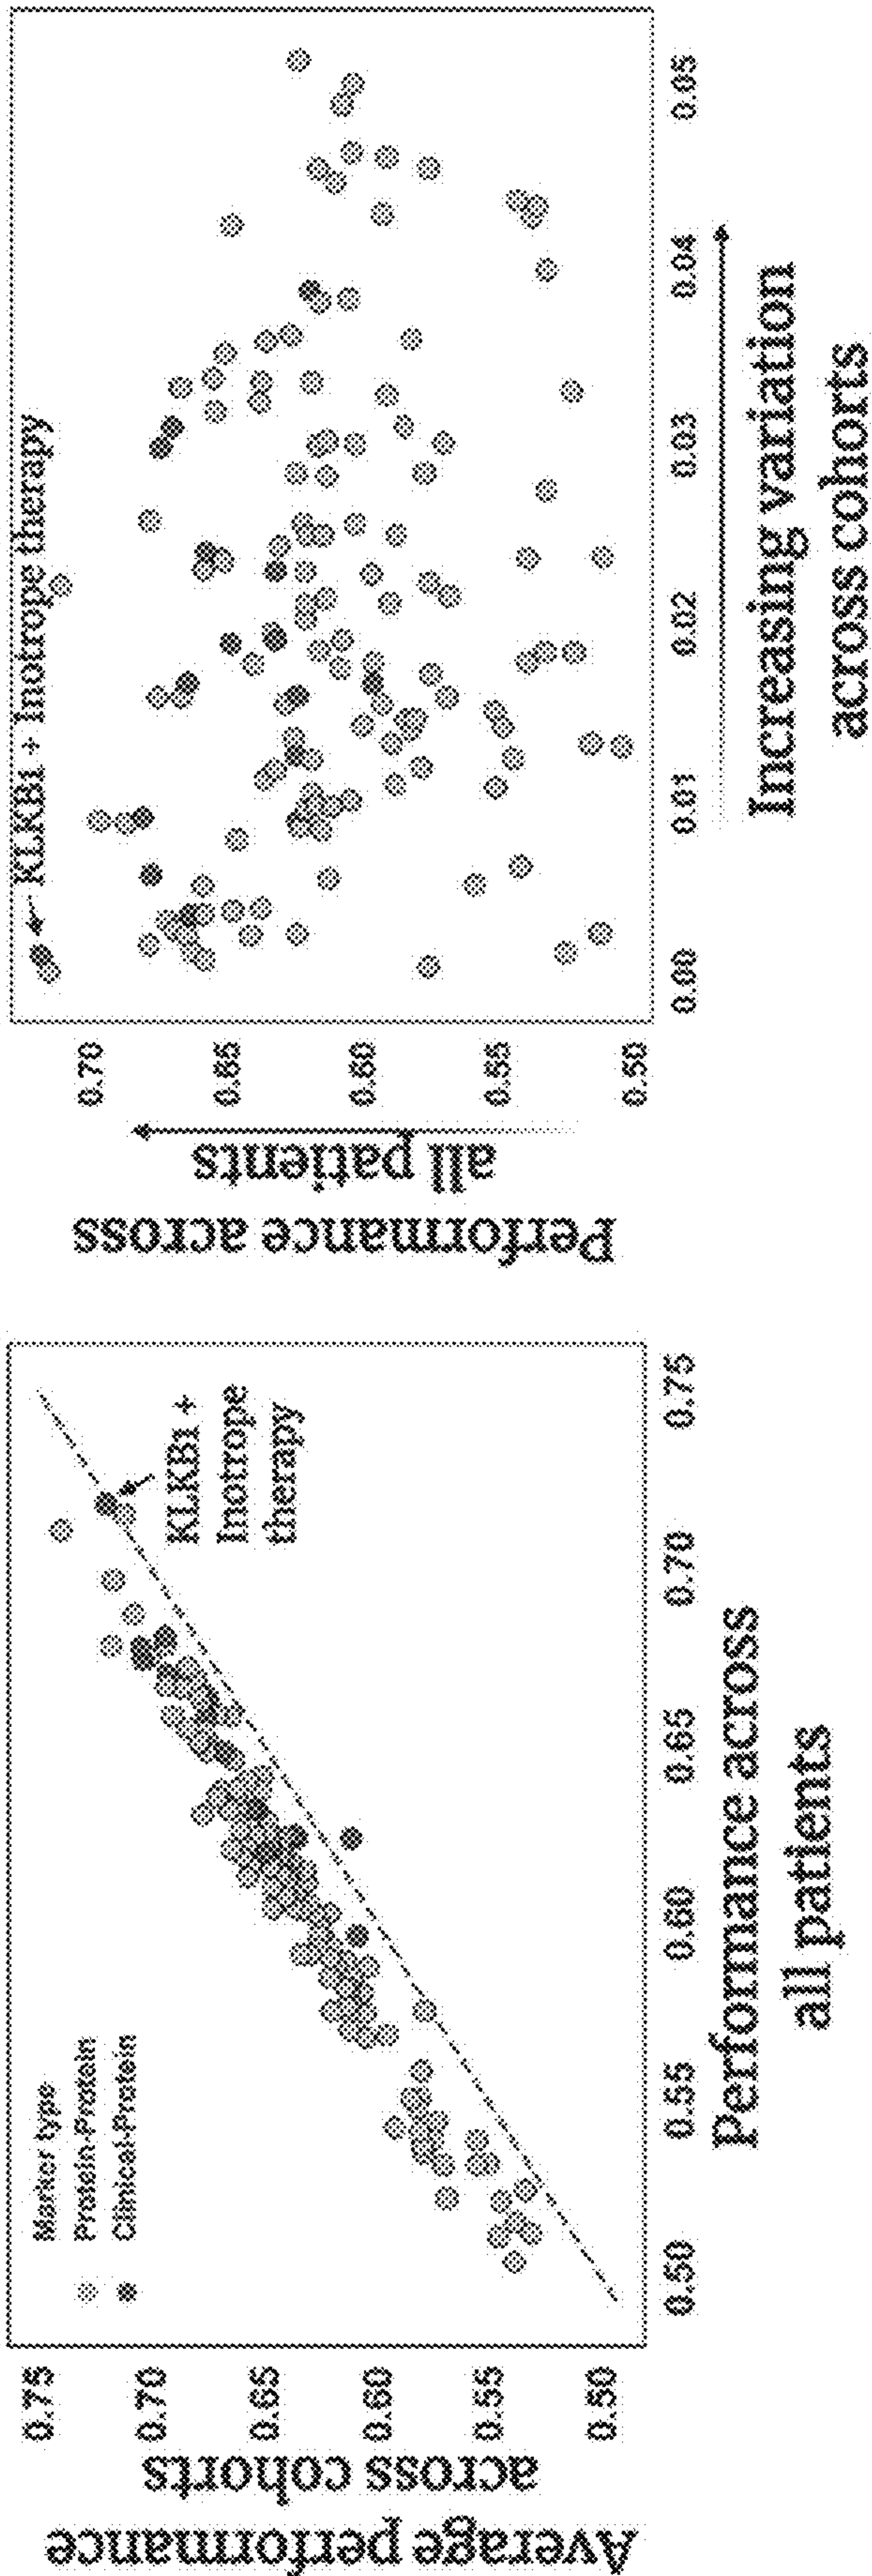 Average performance
across cohorts
0.75
0.70
0.65
0.60
0.55
0.50
Marker type
Protein-Protein
Clinical-Protein
KLKB1 +
Inotrope
therapy
0.50
0.55
0.60
0.65
0.70
0.75
Performance across
all patients
Performance across
all patients
0.70
0.65
0.60
0.55
0.50
KLKB1 + Inotrope therapy
0.00
0.01
0.02
0.03
0.04
0.05
Increasing variation
across cohorts